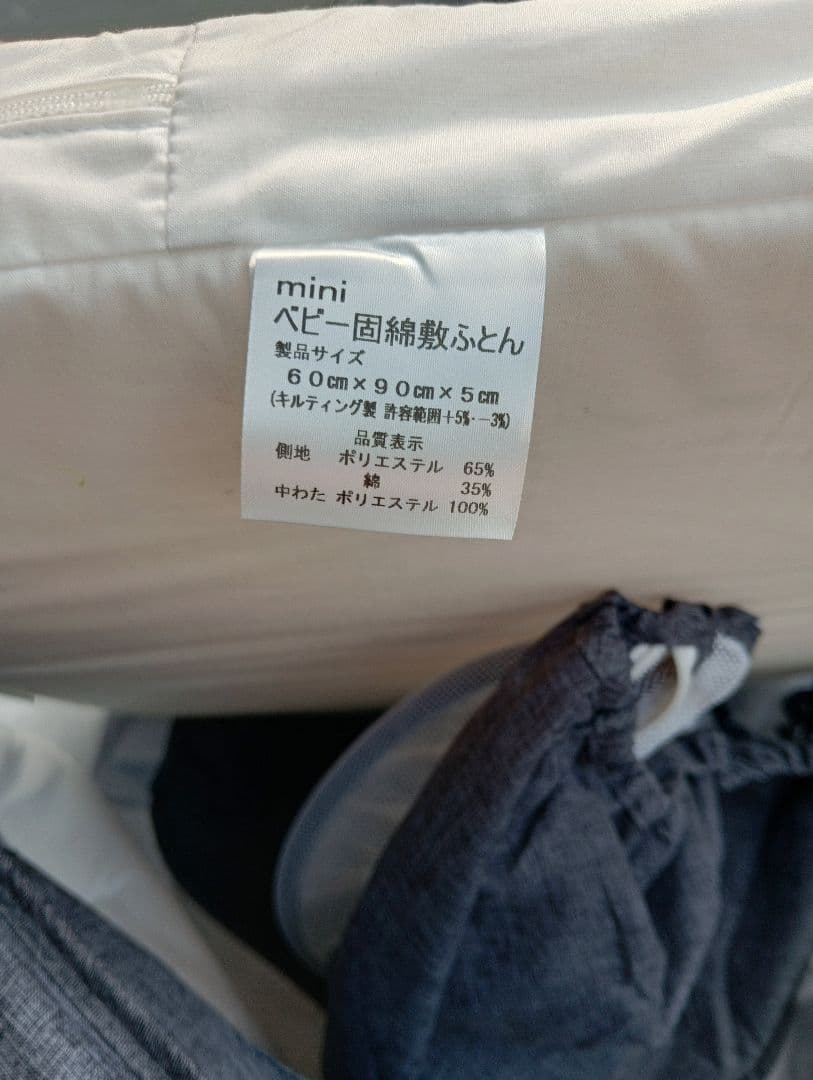 mini
ベビー固綿敷ふとん
製品サイズ
60㎝×90㎝×5㎝
(キルティング製 許容範囲+5%・−3%)
品質表示
側地 ポリエステル 65%
綿 35%
中わた ポリエステル 100%